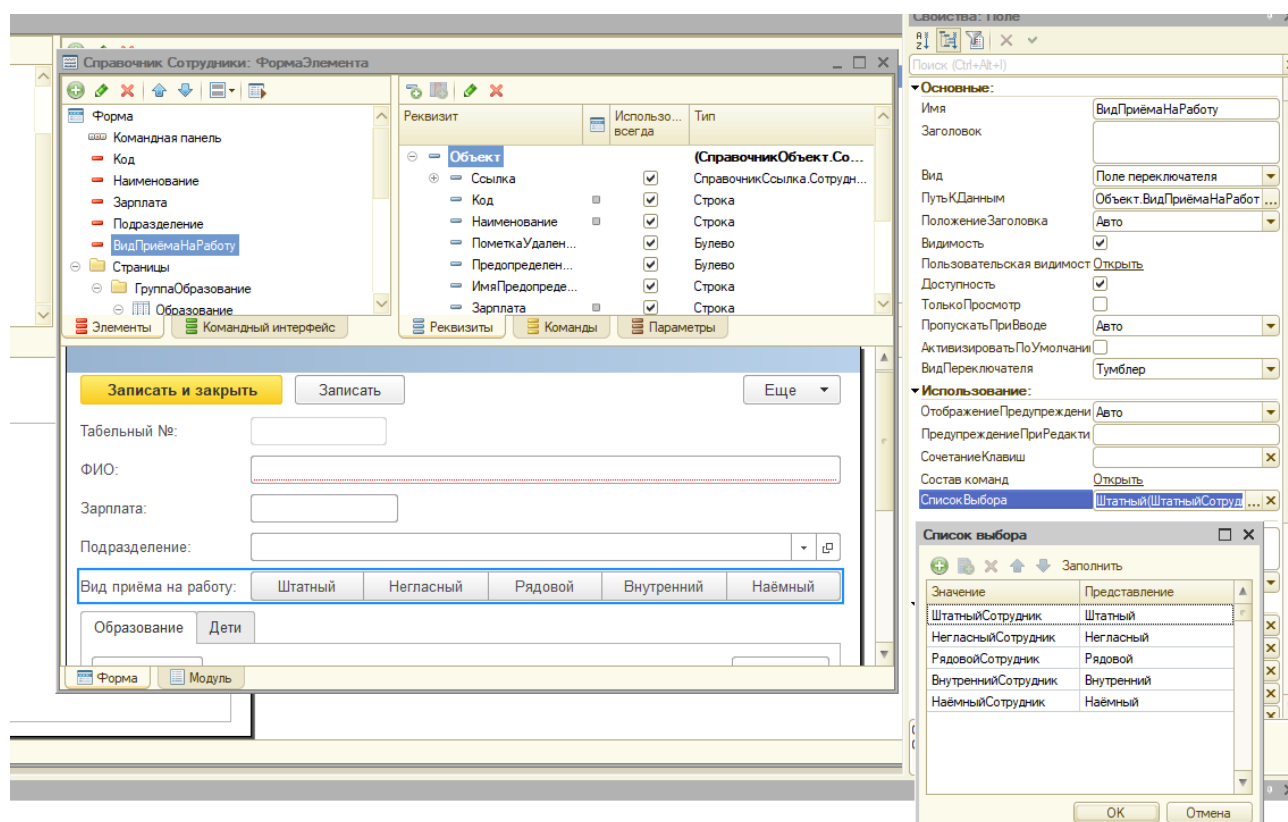 Свойства: Поле
Поиск (Ctrl+Alt+I)
Основные:
Имя ВидПриёмаНаРаботу
Заголовок
Вид Поле переключателя
ПутьКДанным Объект.ВидПриёмаНаРабот ...
ПоложениеЗаголовка Авто
Видимость
Пользовательская видимост Открыть
Доступность
ТолькоПросмотр
ПропускатьПриВводе Авто
АктивизироватьПоУмолчани
ВидПереключателя Тумблер
Использование:
ОтображениеПредупреждени Авто
ПредупреждениеПриРедакти
СочетаниеКлавиш
Состав команд Открыть
СписокВыбора Штатный(ШтатныйСотруд ...
Справочник Сотрудники: ФормаЭлемента
Форма
Командная панель
Код
Наименование
Зарплата
Подразделение
ВидПриёмаНаРаботу
Страницы
ГруппаОбразование
Образование
Элементы Командный интерфейс
Реквизит Использо... всегда Тип
Объект (СправочникОбъект.Со...
Ссылка СправочникСсылка.Сотрудн...
Код Строка
Наименование Строка
ПометкаУдален... Булево
Предопределен... Булево
ИмяПредопреде... Строка
Зарплата Строка
Реквизиты Команды Параметры
Записать и закрыть Записать Еще
Табельный №:
ФИО:
Зарплата:
Подразделение:
Вид приёма на работу: Штатный Негласный Рядовой Внутренний Наёмный
Образование Дети
Форма Модуль
Список выбора
Заполнить
Значение Представление
ШтатныйСотрудник Штатный
НегласныйСотрудник Негласный
РядовойСотрудник Рядовой
ВнутреннийСотрудник Внутренний
НаёмныйСотрудник Наёмный
OK Отмена